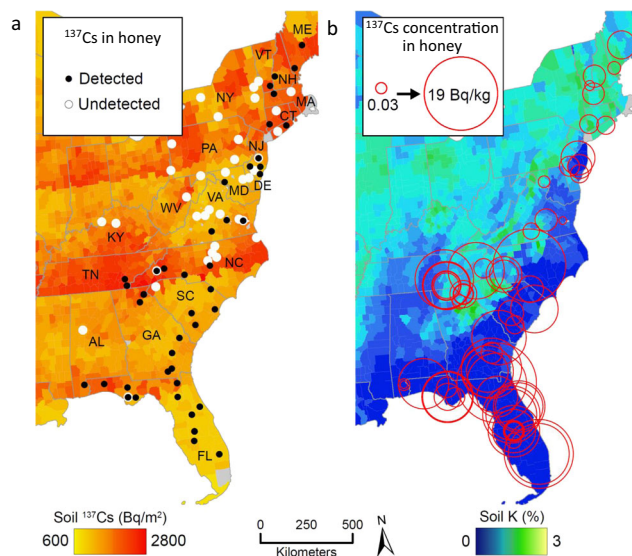 a
¹³⁷Cs in honey
Detected
Undetected
ME
VT
NH
NY
MA
CT
PA
NJ
MD
DE
WV
VA
KY
TN
NC
SC
AL
GA
FL
Soil ¹³⁷Cs (Bq/m²)
600
2800
0
250
500
Kilometers
N
b
¹³⁷Cs concentration
in honey
0.03
19 Bq/kg
Soil K (%)
0
3